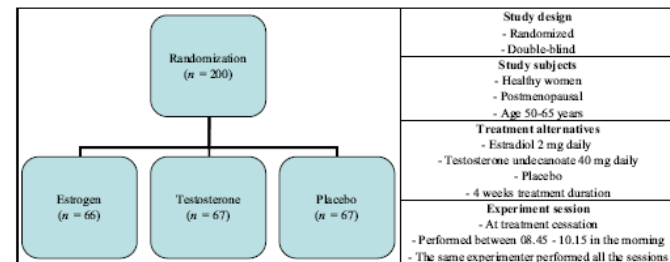 Randomization
(n = 200)
Estrogen
(n = 66)
Testosterone
(n = 67)
Placebo
(n = 67)
Study design
- Randomized
- Double-blind
Study subjects
- Healthy women
- Postmenopausal
- Age 50-65 years
Treatment alternatives
- Estradiol 2 mg daily
- Testosterone undecanoate 40 mg daily
- Placebo
- 4 weeks treatment duration
Experiment session
- At treatment cessation
- Performed between 08.45 - 10.15 in the morning
- The same experimenter performed all the sessions